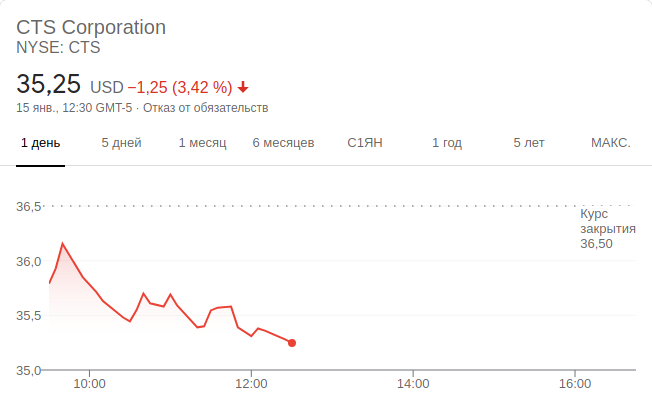 CTS Corporation
NYSE: CTS
35,25 USD −1,25 (3,42 %)
15 янв., 12:30 GMT-5 · Отказ от обязательств
1 день 5 дней 1 месяц 6 месяцев С1ЯН 1 год 5 лет МАКС.
36,5
Курс
закрытия
36,50
36,0
35,5
35,0
10:00 12:00 14:00 16:00